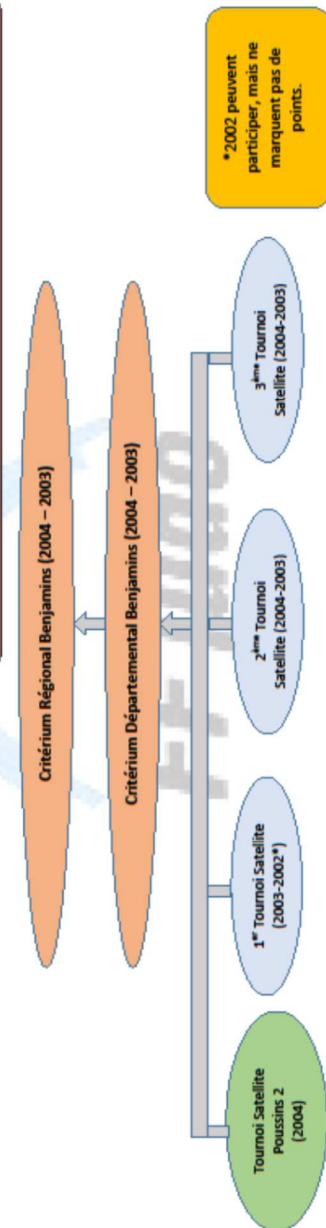 Critérium Régional Benjamins (2004 – 2003)
Critérium Départemental Benjamins (2004 – 2003)
Tournoi Satellite
Poussins 2
(2004)
1er Tournoi Satellite
(2003-2002*)
2ème Tournoi
Satellite (2004-2003)
3ème Tournoi
Satellite (2004-2003)
*2002 peuvent
participer, mais ne
marquent pas de
points.